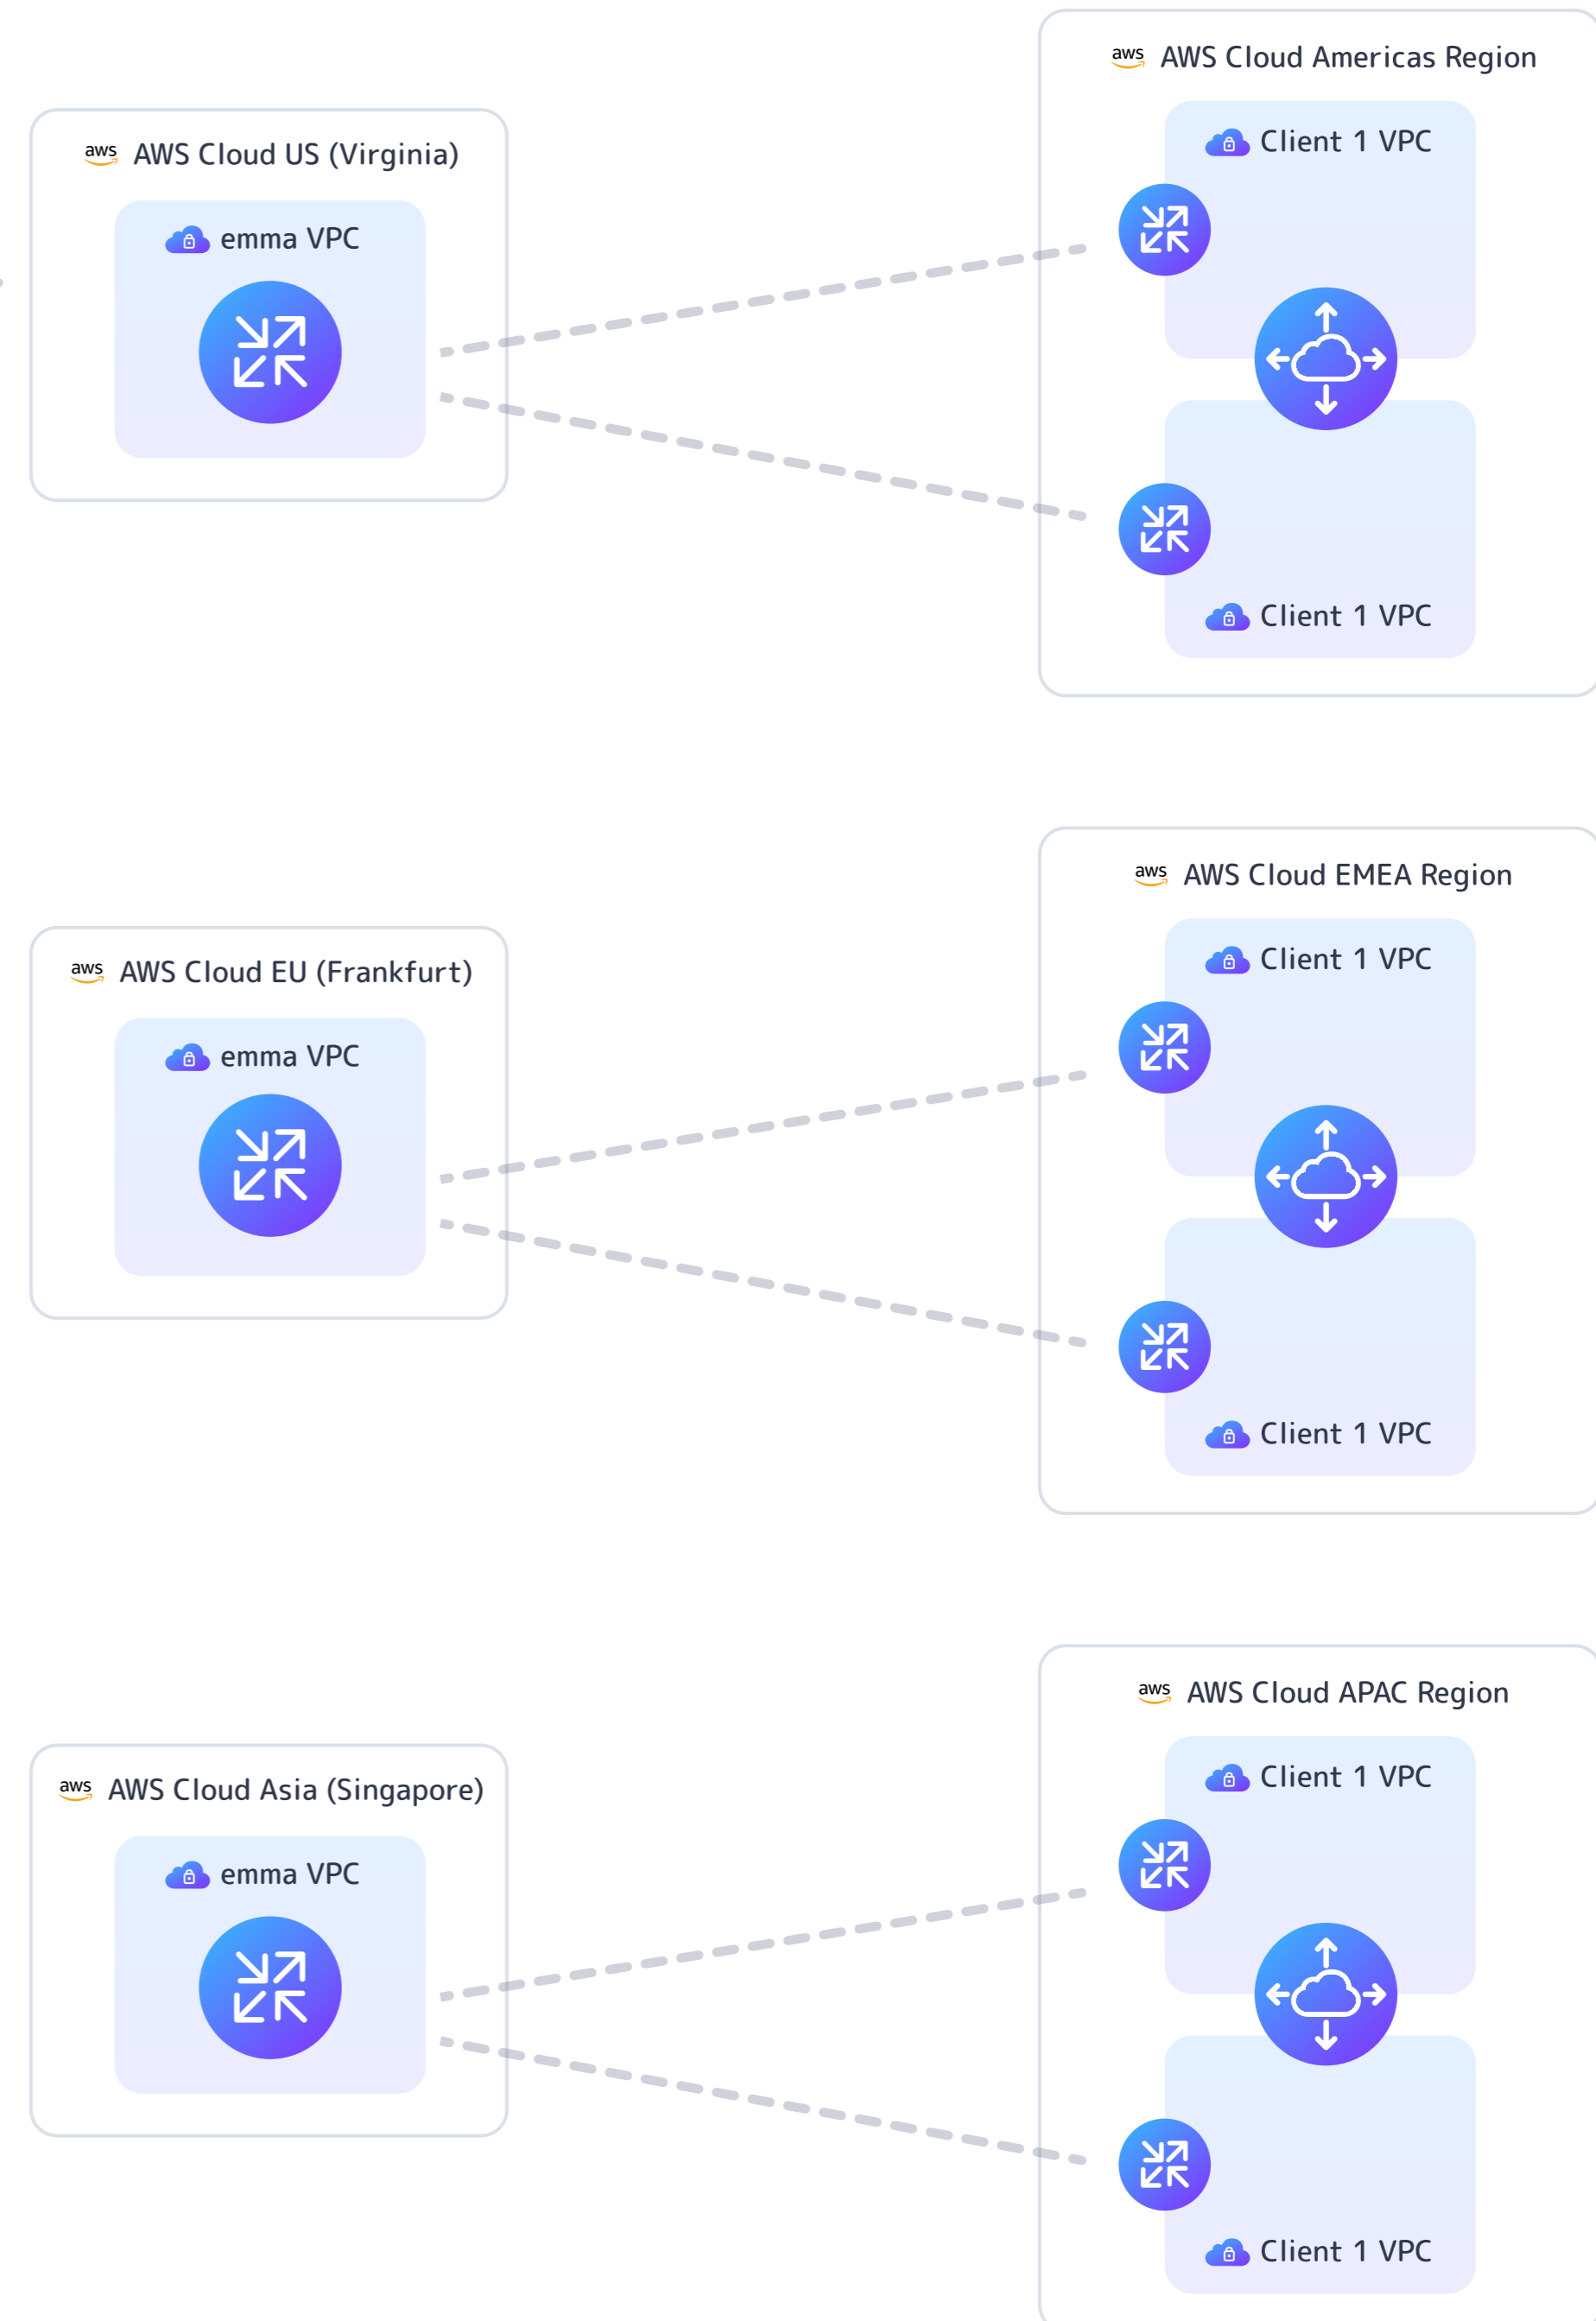 aws AWS Cloud Americas Region
Client 1 VPC
aws AWS Cloud US (Virginia)
emma VPC
Client 1 VPC
aws AWS Cloud EMEA Region
Client 1 VPC
aws AWS Cloud EU (Frankfurt)
emma VPC
Client 1 VPC
aws AWS Cloud APAC Region
Client 1 VPC
aws AWS Cloud Asia (Singapore)
emma VPC
Client 1 VPC